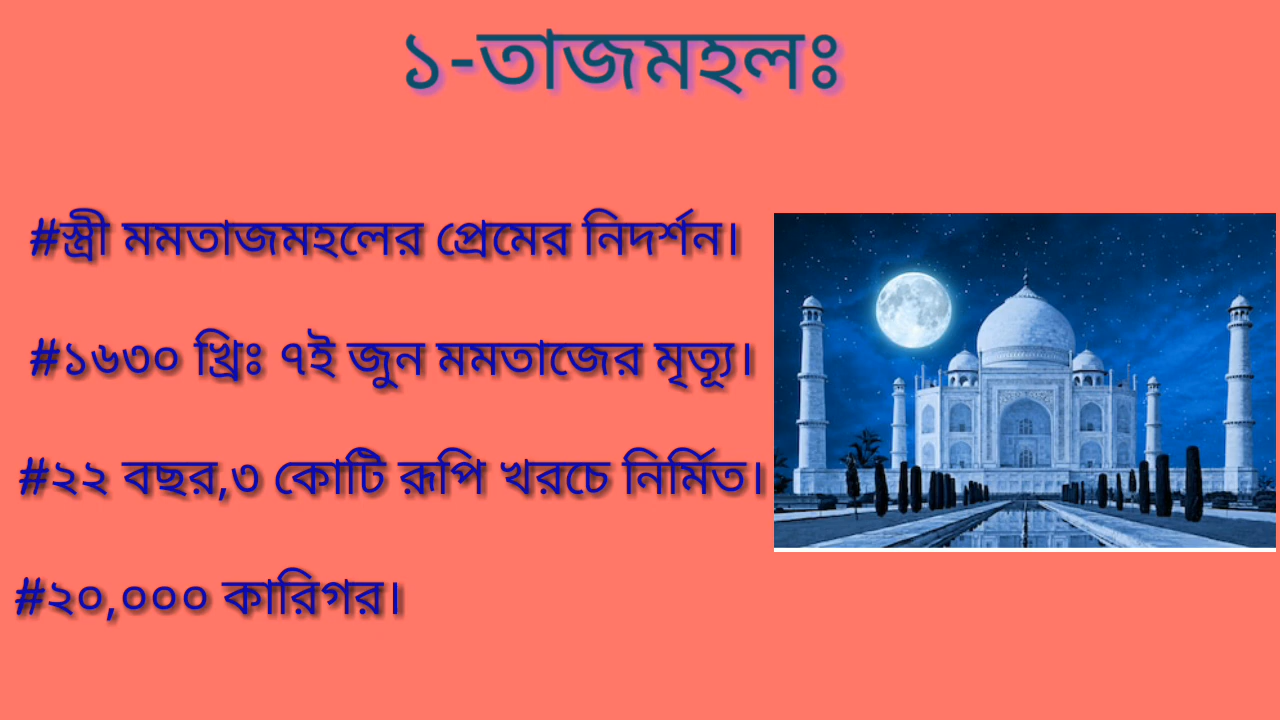 ১-তাজমহলঃ
#স্ত্রী মমতাজমহলের প্রেমের নিদর্শন।
#১৬৩০ খ্রিঃ ৭ই জুন মমতাজের মৃত্যূ।
#২২ বছর,৩ কোটি রূপি খরচে নির্মিত।
#২০,০০০ কারিগর।